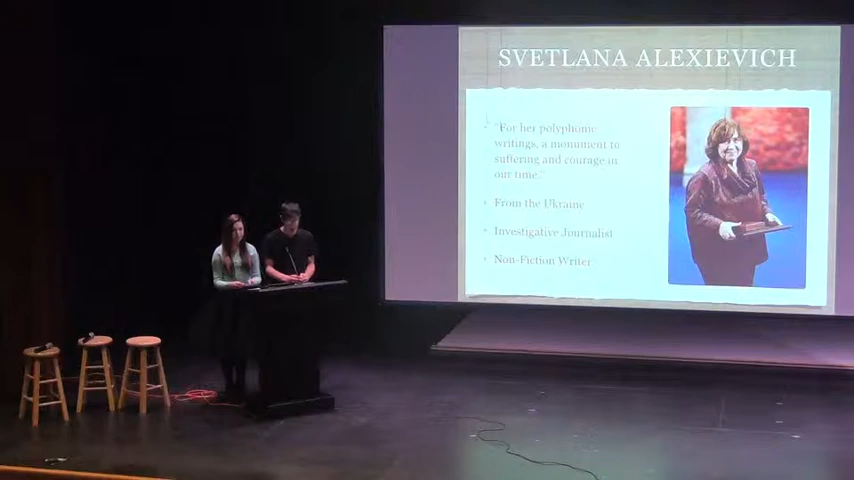 SVETLANA ALEXIEVICH
"For her polyphonic
writings, a monument to
suffering and courage in
our time."
From the Ukraine
Investigative Journalist
Non-Fiction Writer